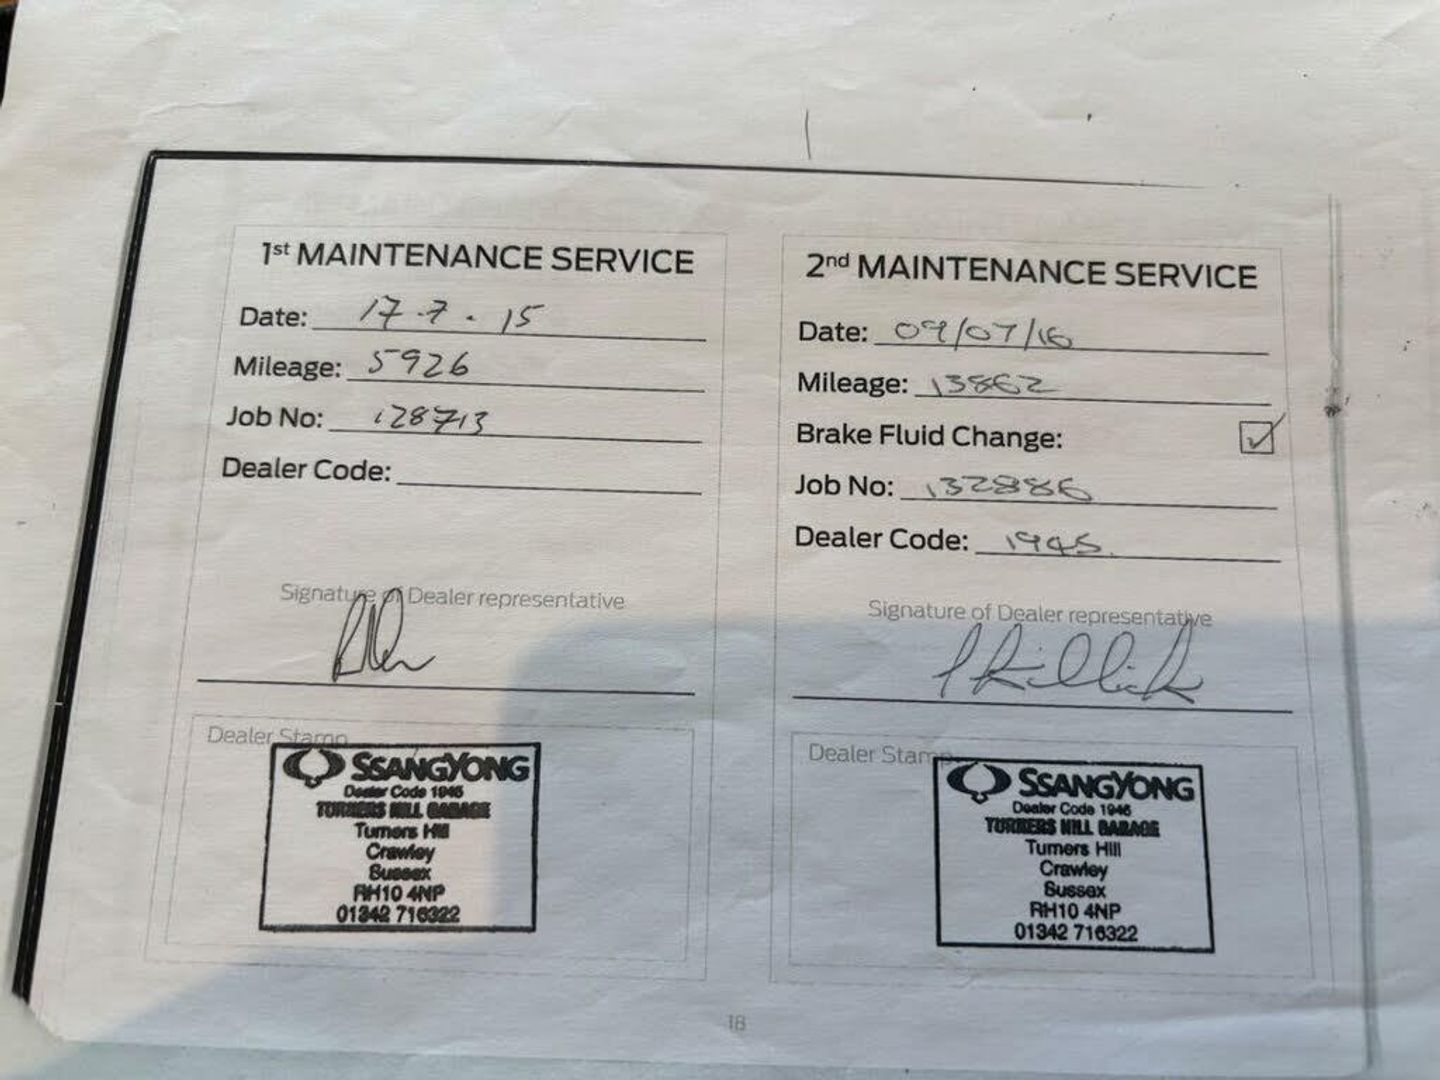 1st MAINTENANCE SERVICE
Date: 17.7.15
Mileage: 5926
Job No: 128713
Dealer Code:
Signature of Dealer representative
Dealer Stamp
SSANGYONG
Dealer Code 1945
TURNERS HILL GARAGE
Turners Hill
Crawley
Sussex
RH10 4NP
01342 716322
2nd MAINTENANCE SERVICE
Date: 09/07/16
Mileage: 13862
Brake Fluid Change: ✓
Job No: 132886
Dealer Code: 1945.
Signature of Dealer representative
Dealer Stamp
SSANGYONG
Dealer Code 1945
TURNERS HILL GARAGE
Turners Hill
Crawley
Sussex
RH10 4NP
01342 716322
18